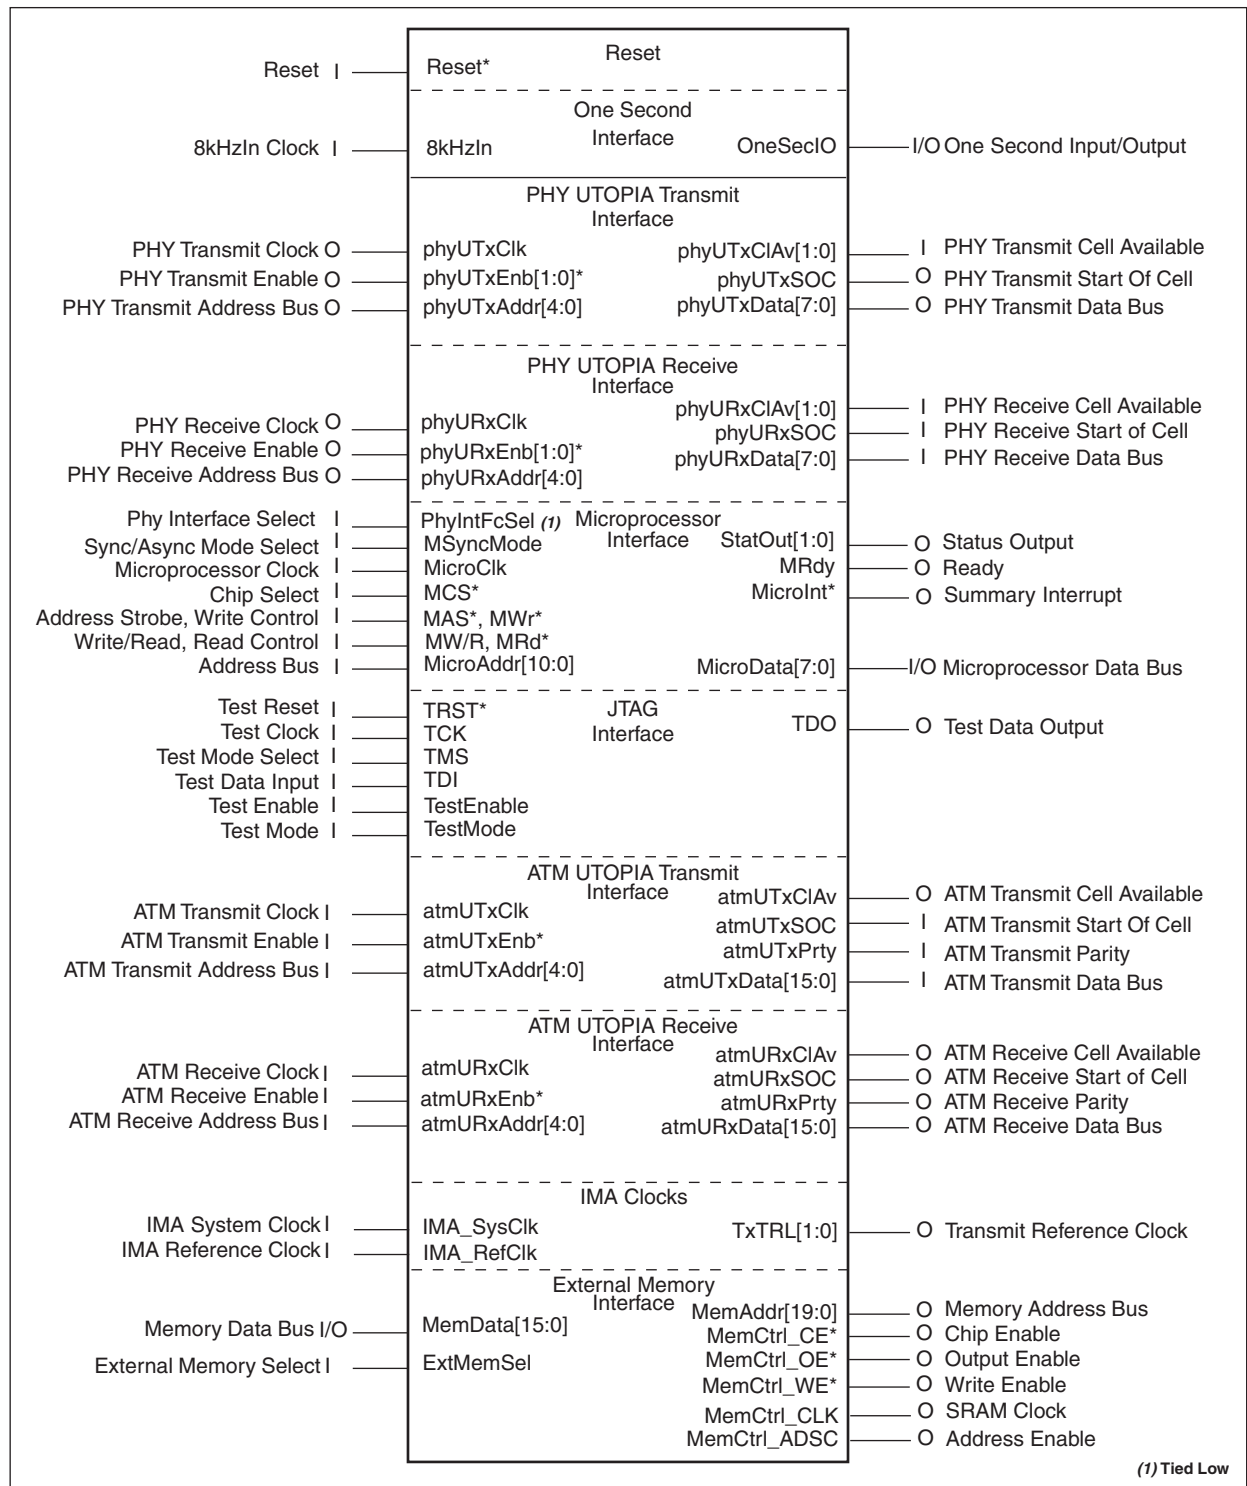 Reset
Reset I Reset*
One Second
Interface
8kHzIn Clock I 8kHzIn OneSecIO I/O One Second Input/Output
PHY UTOPIA Transmit
Interface
PHY Transmit Clock O phyUTxClk phyUTxClAv[1:0] I PHY Transmit Cell Available
PHY Transmit Enable O phyUTxEnb[1:0]* phyUTxSOC O PHY Transmit Start Of Cell
PHY Transmit Address Bus O phyUTxAddr[4:0] phyUTxData[7:0] O PHY Transmit Data Bus
PHY UTOPIA Receive
Interface
PHY Receive Clock O phyURxClk phyURxClAv[1:0] I PHY Receive Cell Available
PHY Receive Enable O phyURxEnb[1:0]* phyURxSOC I PHY Receive Start of Cell
PHY Receive Address Bus O phyURxAddr[4:0] phyURxData[7:0] I PHY Receive Data Bus
Phy Interface Select I PhyIntFcSel (1) Microprocessor
Interface
Sync/Async Mode Select I MSyncMode StatOut[1:0] O Status Output
Microprocessor Clock I MicroClk MRdy O Ready
Chip Select I MCS* MicroInt* O Summary Interrupt
Address Strobe, Write Control I MAS*, MWr*
Write/Read, Read Control I MW/R, MRd*
Address Bus I MicroAddr[10:0] MicroData[7:0] I/O Microprocessor Data Bus
JTAG
Interface
Test Reset I TRST* TDO O Test Data Output
Test Clock I TCK
Test Mode Select I TMS
Test Data Input I TDI
Test Enable I TestEnable
Test Mode I TestMode
ATM UTOPIA Transmit
Interface
atmUTxClAv O ATM Transmit Cell Available
ATM Transmit Clock I atmUTxClk atmUTxSOC I ATM Transmit Start Of Cell
ATM Transmit Enable I atmUTxEnb* atmUTxPrty I ATM Transmit Parity
ATM Transmit Address Bus I atmUTxAddr[4:0] atmUTxData[15:0] I ATM Transmit Data Bus
ATM UTOPIA Receive
Interface
atmURxClAv O ATM Receive Cell Available
ATM Receive Clock I atmURxClk atmURxSOC O ATM Receive Start of Cell
ATM Receive Enable I atmURxEnb* atmURxPrty O ATM Receive Parity
ATM Receive Address Bus I atmURxAddr[4:0] atmURxData[15:0] O ATM Receive Data Bus
IMA Clocks
IMA System Clock I IMA_SysClk TxTRL[1:0] O Transmit Reference Clock
IMA Reference Clock I IMA_RefClk
External Memory
Interface
MemAddr[19:0] O Memory Address Bus
Memory Data Bus I/O MemData[15:0] MemCtrl_CE* O Chip Enable
External Memory Select I ExtMemSel MemCtrl_OE* O Output Enable
MemCtrl_WE* O Write Enable
MemCtrl_CLK O SRAM Clock
MemCtrl_ADSC O Address Enable
(1) Tied Low